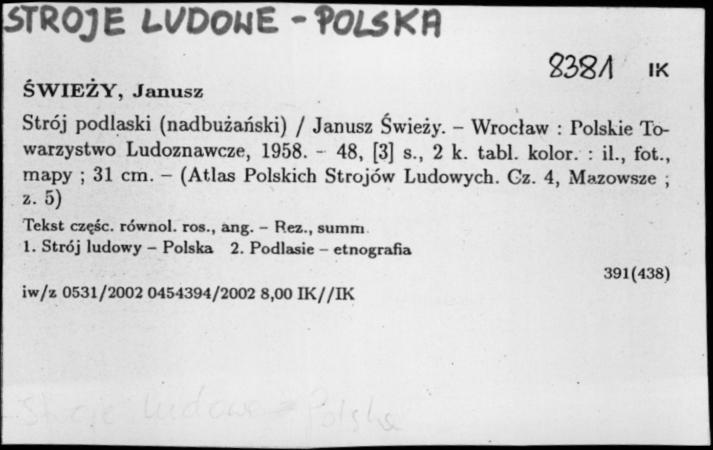 STROJE LUDOWE - POLSKA
8381 IK
ŚWIEŻY, Janusz
Strój podlaski (nadbużański) / Janusz Świeży. – Wrocław : Polskie To-
warzystwo Ludoznawcze, 1958. – 48, [3] s., 2 k. tabl. kolor. : il., fot.,
mapy ; 31 cm. – (Atlas Polskich Strojów Ludowych. Cz. 4, Mazowsze ;
z. 5)
Tekst częśc. równol. ros., ang. – Rez., summ.
1. Strój ludowy – Polska 2. Podlasie – etnografia
391(438)
iw/z 0531/2002 0454394/2002 8,00 IK//IK
Stroje ludowe - Polska